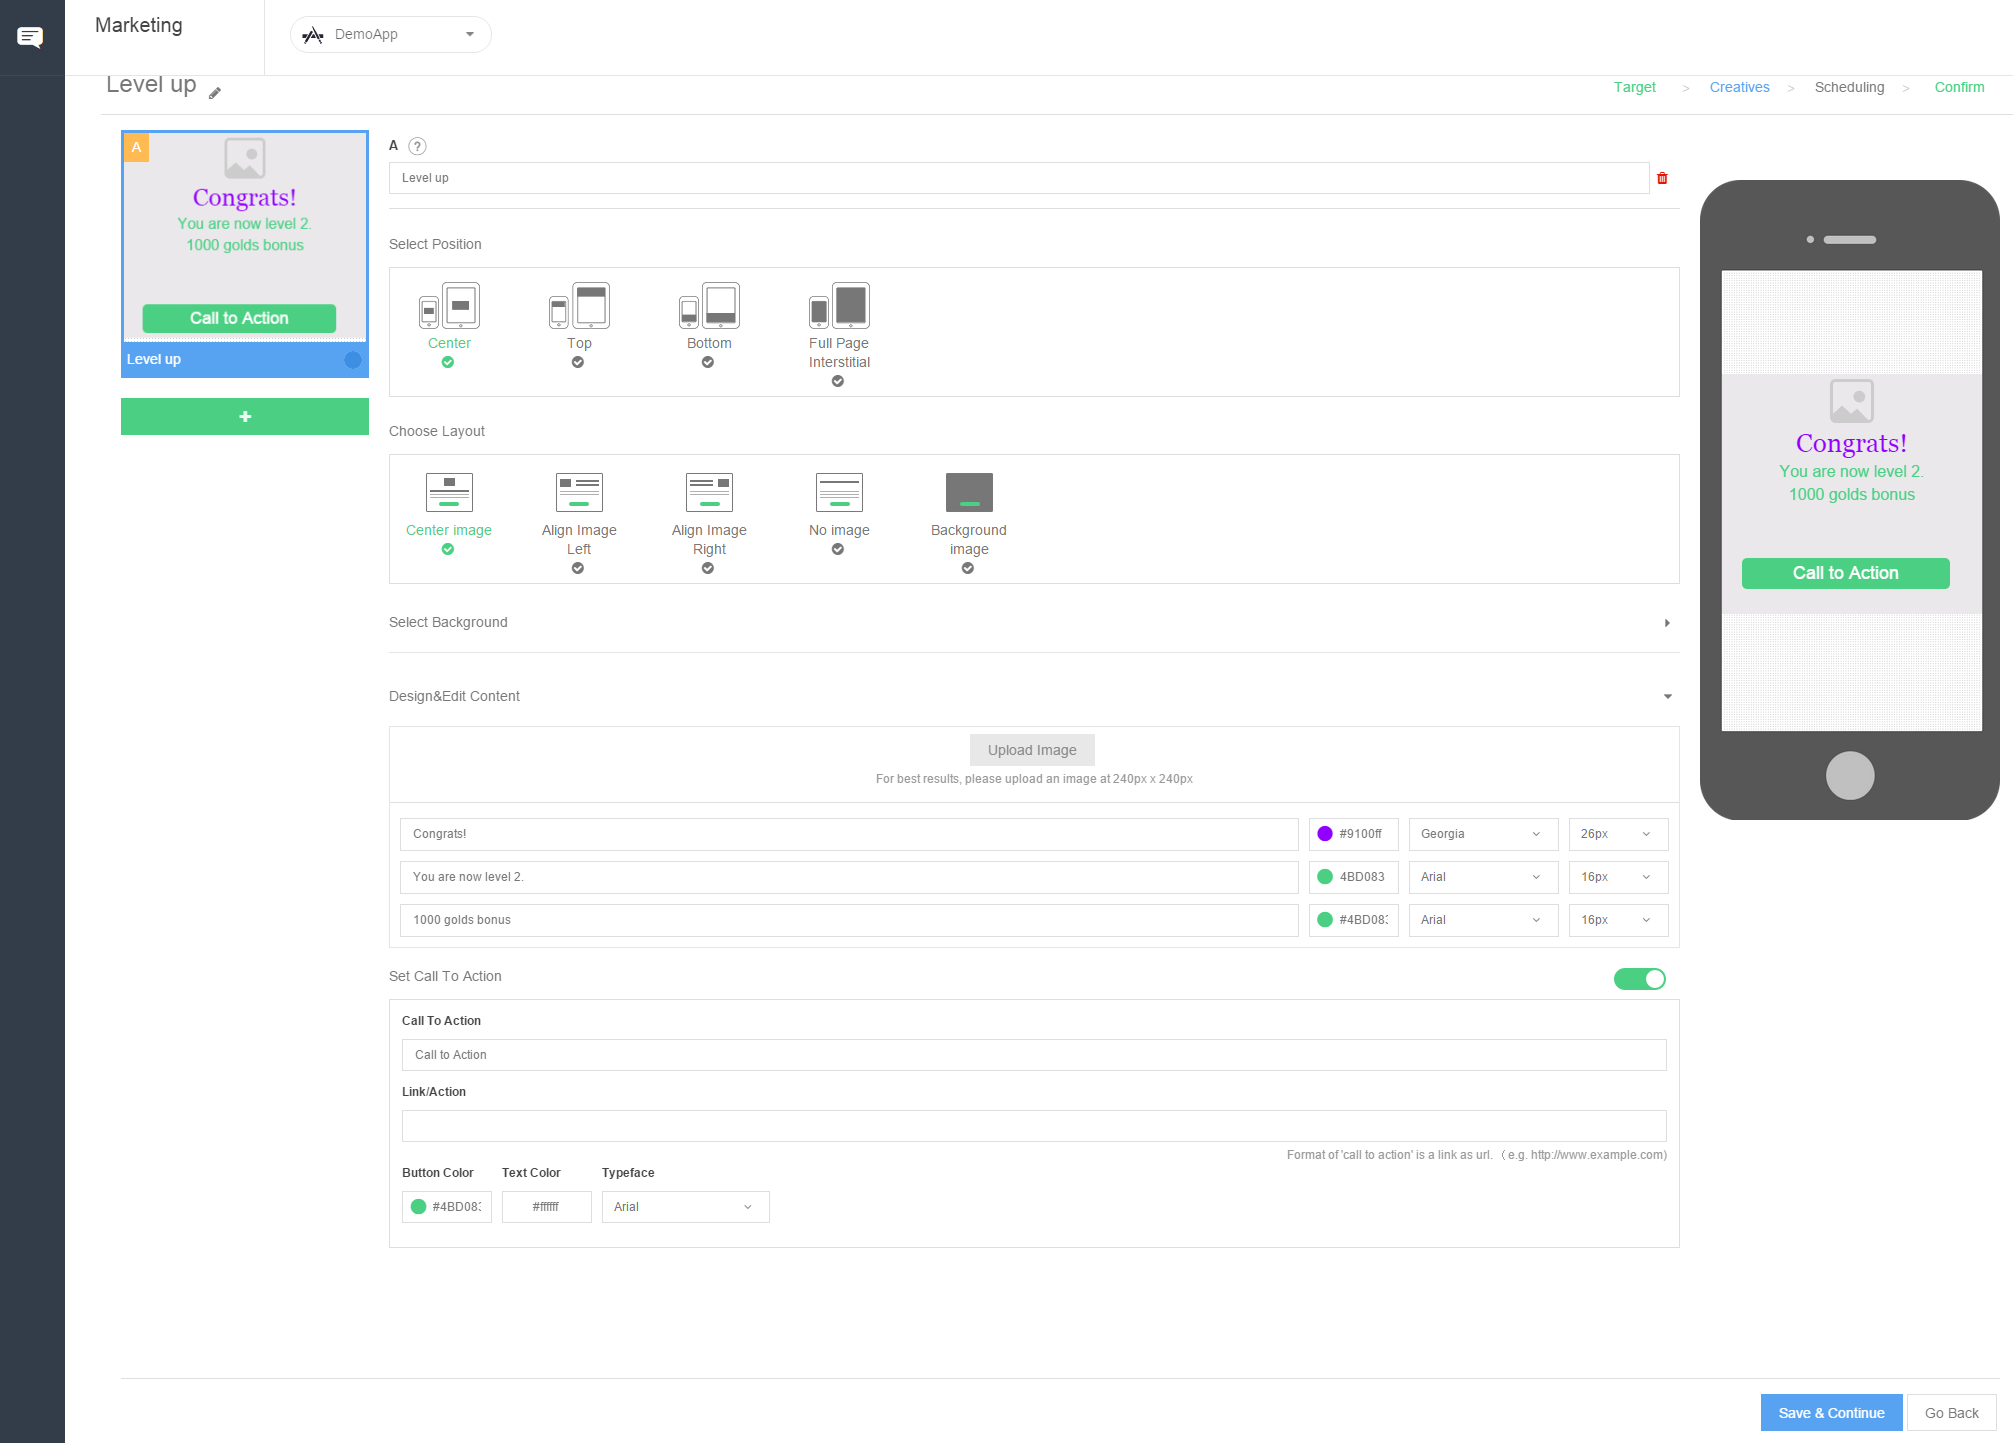 Marketing
DemoApp
Level up
Target > Creatives > Scheduling > Confirm
A
Congrats!
You are now level 2.
1000 golds bonus
Call to Action
Level up
+
A ?
Level up
Select Position
Center
Top
Bottom
Full Page
Interstitial
Choose Layout
Center image
Align Image
Left
Align Image
Right
No image
Background
image
Select Background
Design&Edit Content
Upload Image
For best results, please upload an image at 240px x 240px
Congrats! #9100ff Georgia 26px
You are now level 2. 4BD083 Arial 16px
1000 golds bonus #4BD083 Arial 16px
Set Call To Action
Call To Action
Call to Action
Link/Action
Format of 'call to action' is a link as url. ( e.g. http://www.example.com)
Button Color Text Color Typeface
#4BD083 #ffffff Arial
Congrats!
You are now level 2.
1000 golds bonus
Call to Action
Save & Continue
Go Back